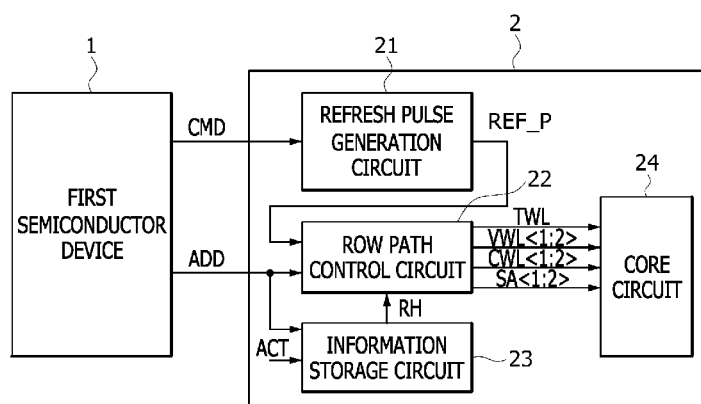 1
21
2
CMD
REFRESH PULSE
GENERATION
CIRCUIT
REF_P
22
24
FIRST
SEMICONDUCTOR
DEVICE
ADD
ROW PATH
CONTROL CIRCUIT
TWL
VWL<1:2>
CWL<1:2>
SA<1:2>
CORE
CIRCUIT
RH
ACT
INFORMATION
STORAGE CIRCUIT
23